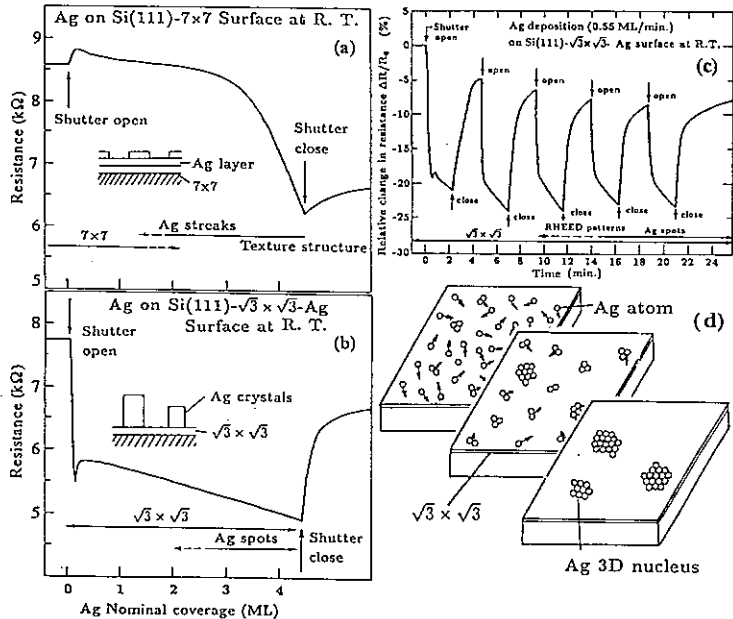 Ag on Si(111)-7×7 Surface at R. T.
(a)
9
8
7
6
5
Resistance (kΩ)
Shutter open
Shutter
close
Ag layer
7×7
Ag streaks
7×7
Texture structure
Ag on Si(111)-√3 × √3-Ag
Surface at R. T.
(b)
8
7
6
5
Resistance (kΩ)
Shutter
open
Ag crystals
√3 × √3
√3 × √3
Ag spots
Shutter
close
0
1
2
3
4
Ag Nominal coverage (ML)
Relative change in resistance ΔR/R₀ (%)
+5
0
-5
-10
-15
-20
-25
-30
Shutter
open
Ag deposition (0.55 ML/min.)
on Si(111)-√3×√3- Ag surface at R.T.
(c)
open
open
open
open
close
close
close
close
close
RHEED patterns
√3 × √3
Ag spots
0 2 4 6 8 10 12 14 16 18 20 22 24
Time (min.)
Ag atom
(d)
√3 × √3
Ag 3D nucleus